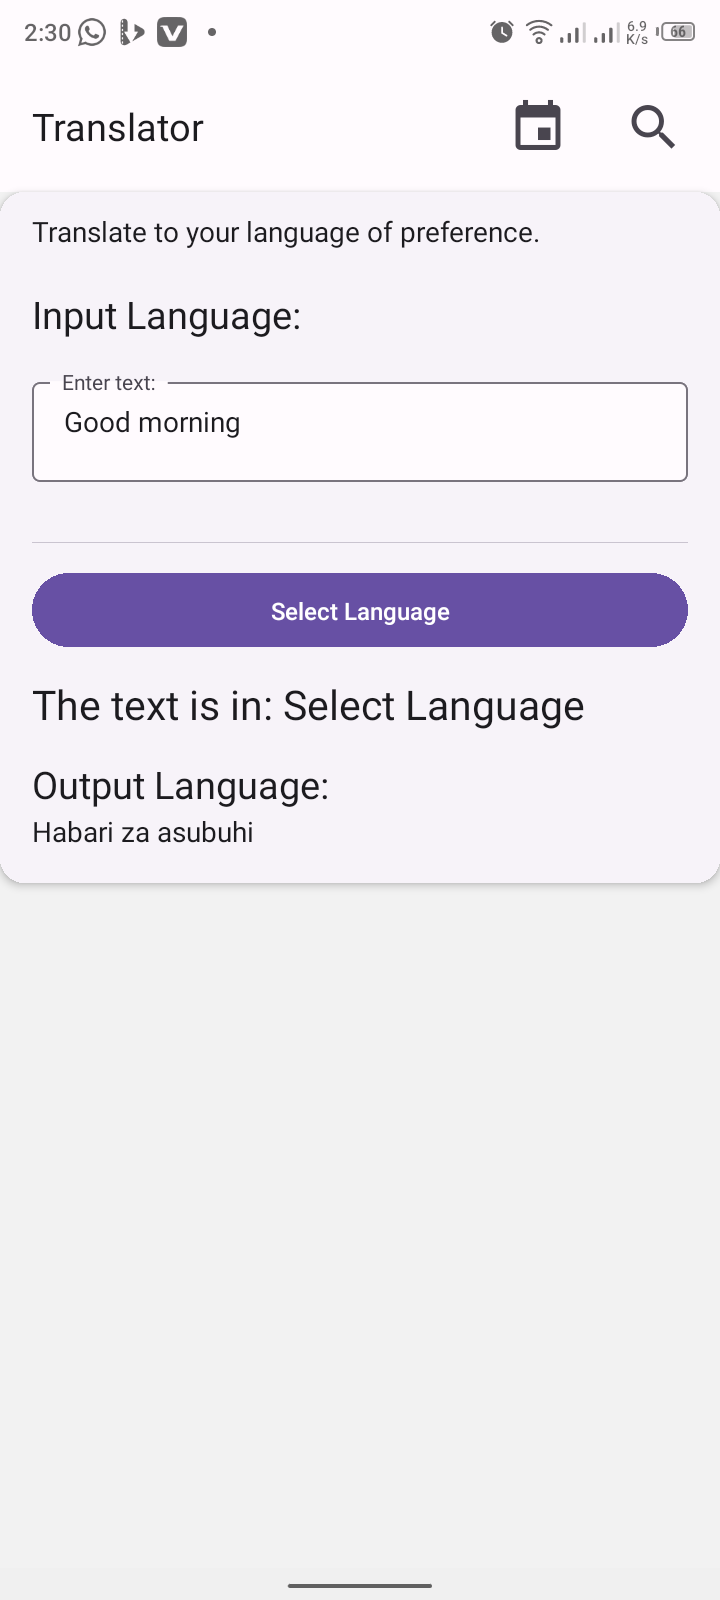 2:30
6.9
K/s
66
Translator
Translate to your language of preference.
Input Language:
Enter text:
Good morning
Select Language
The text is in: Select Language
Output Language:
Habari za asubuhi